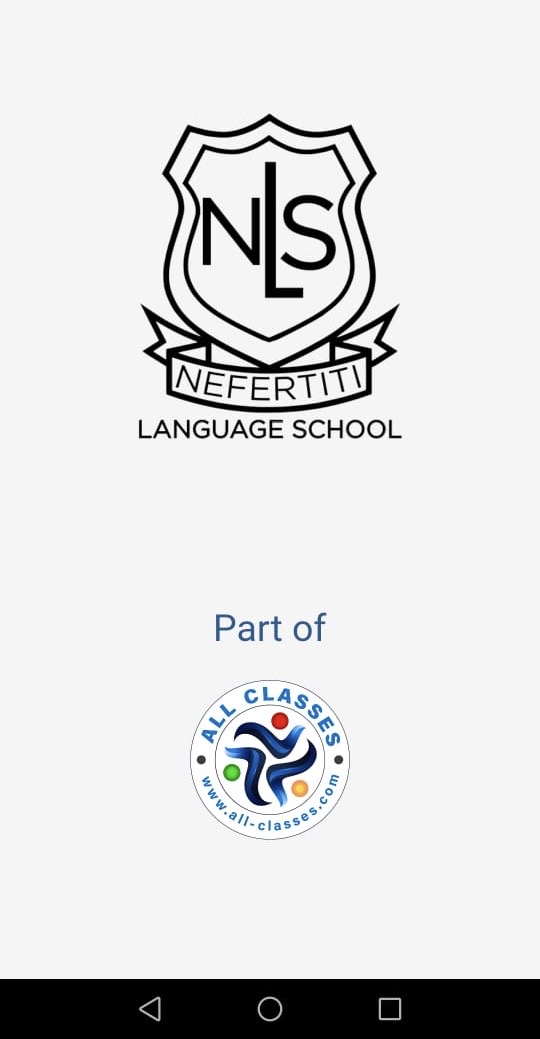 NLS
NEFERTITI
LANGUAGE SCHOOL
Part of
ALL CLASSES
www.all-classes.com